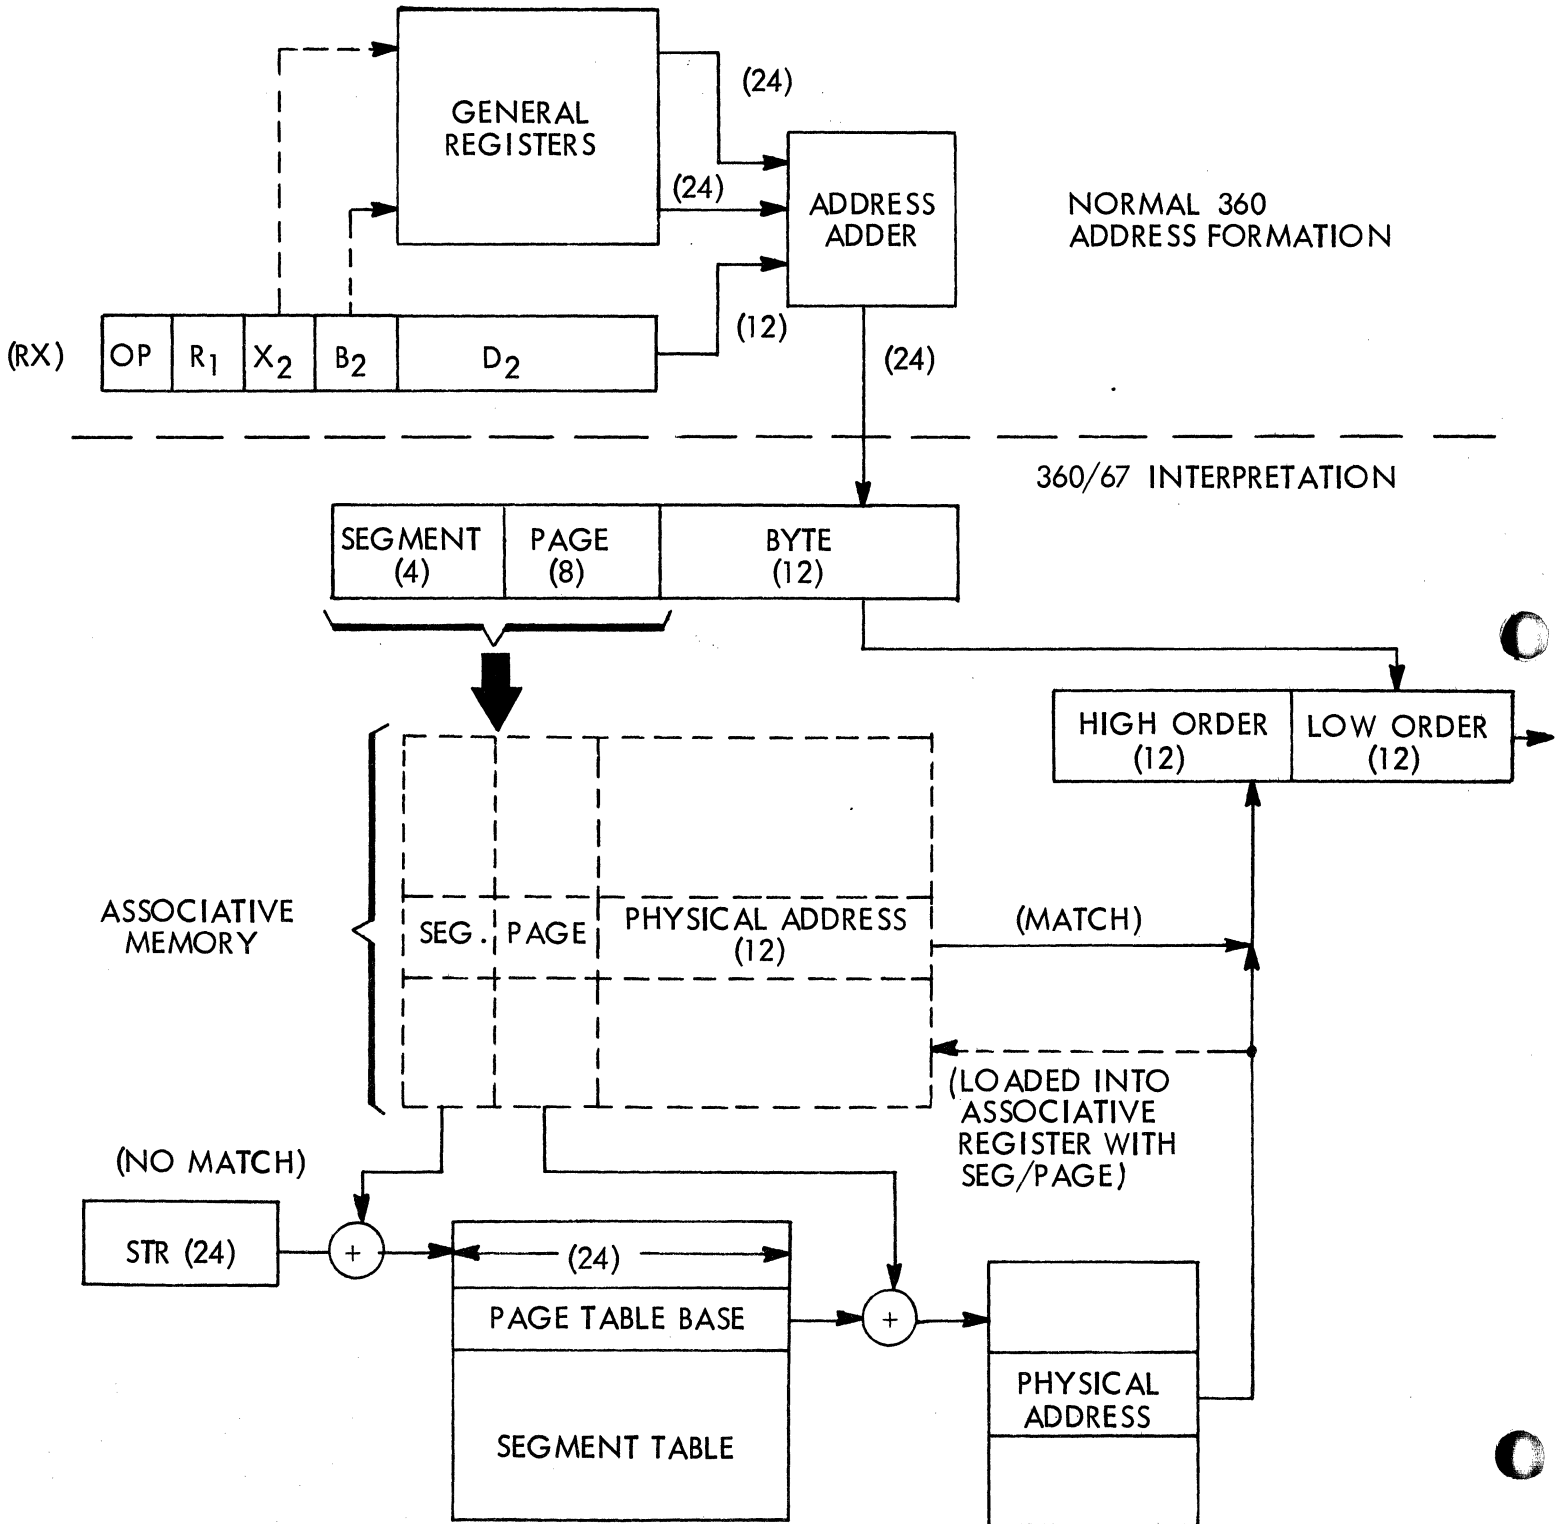 (24)
GENERAL
REGISTERS
(24)
ADDRESS
ADDER
NORMAL 360
ADDRESS FORMATION
(RX)
OP
R1
X2
B2
D2
(12)
(24)
360/67 INTERPRETATION
SEGMENT
(4)
PAGE
(8)
BYTE
(12)
HIGH ORDER
(12)
LOW ORDER
(12)
ASSOCIATIVE
MEMORY
SEG.
PAGE
PHYSICAL ADDRESS
(12)
(MATCH)
(LOADED INTO
ASSOCIATIVE
REGISTER WITH
SEG/PAGE)
(NO MATCH)
STR (24)
+
(24)
PAGE TABLE BASE
+
SEGMENT TABLE
PHYSICAL
ADDRESS